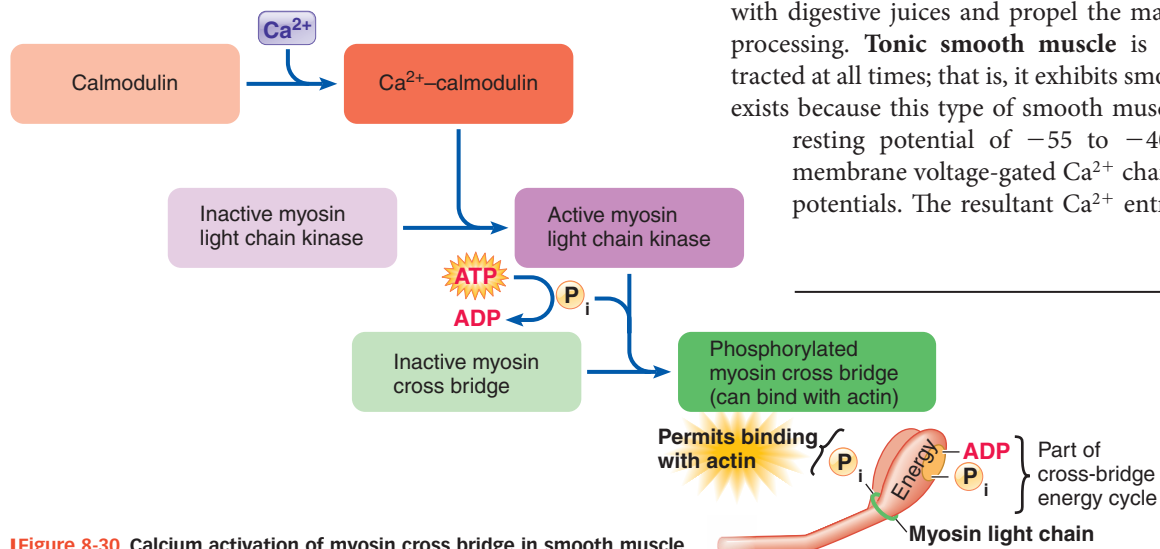 with digestive juices and propel the ma
processing. Tonic smooth muscle is
tracted at all times; that is, it exhibits smo
exists because this type of smooth musc
resting potential of −55 to −40
membrane voltage-gated Ca²⁺ chan
potentials. The resultant Ca²⁺ entr
Ca²⁺
Calmodulin
Ca²⁺–calmodulin
Inactive myosin
light chain kinase
Active myosin
light chain kinase
ATP
ADP
Pᵢ
Inactive myosin
cross bridge
Phosphorylated
myosin cross bridge
(can bind with actin)
Permits binding
with actin
Pᵢ
Energy
ADP
Pᵢ
Part of
cross-bridge
energy cycle
Myosin light chain
Figure 8-30 Calcium activation of myosin cross bridge in smooth muscle